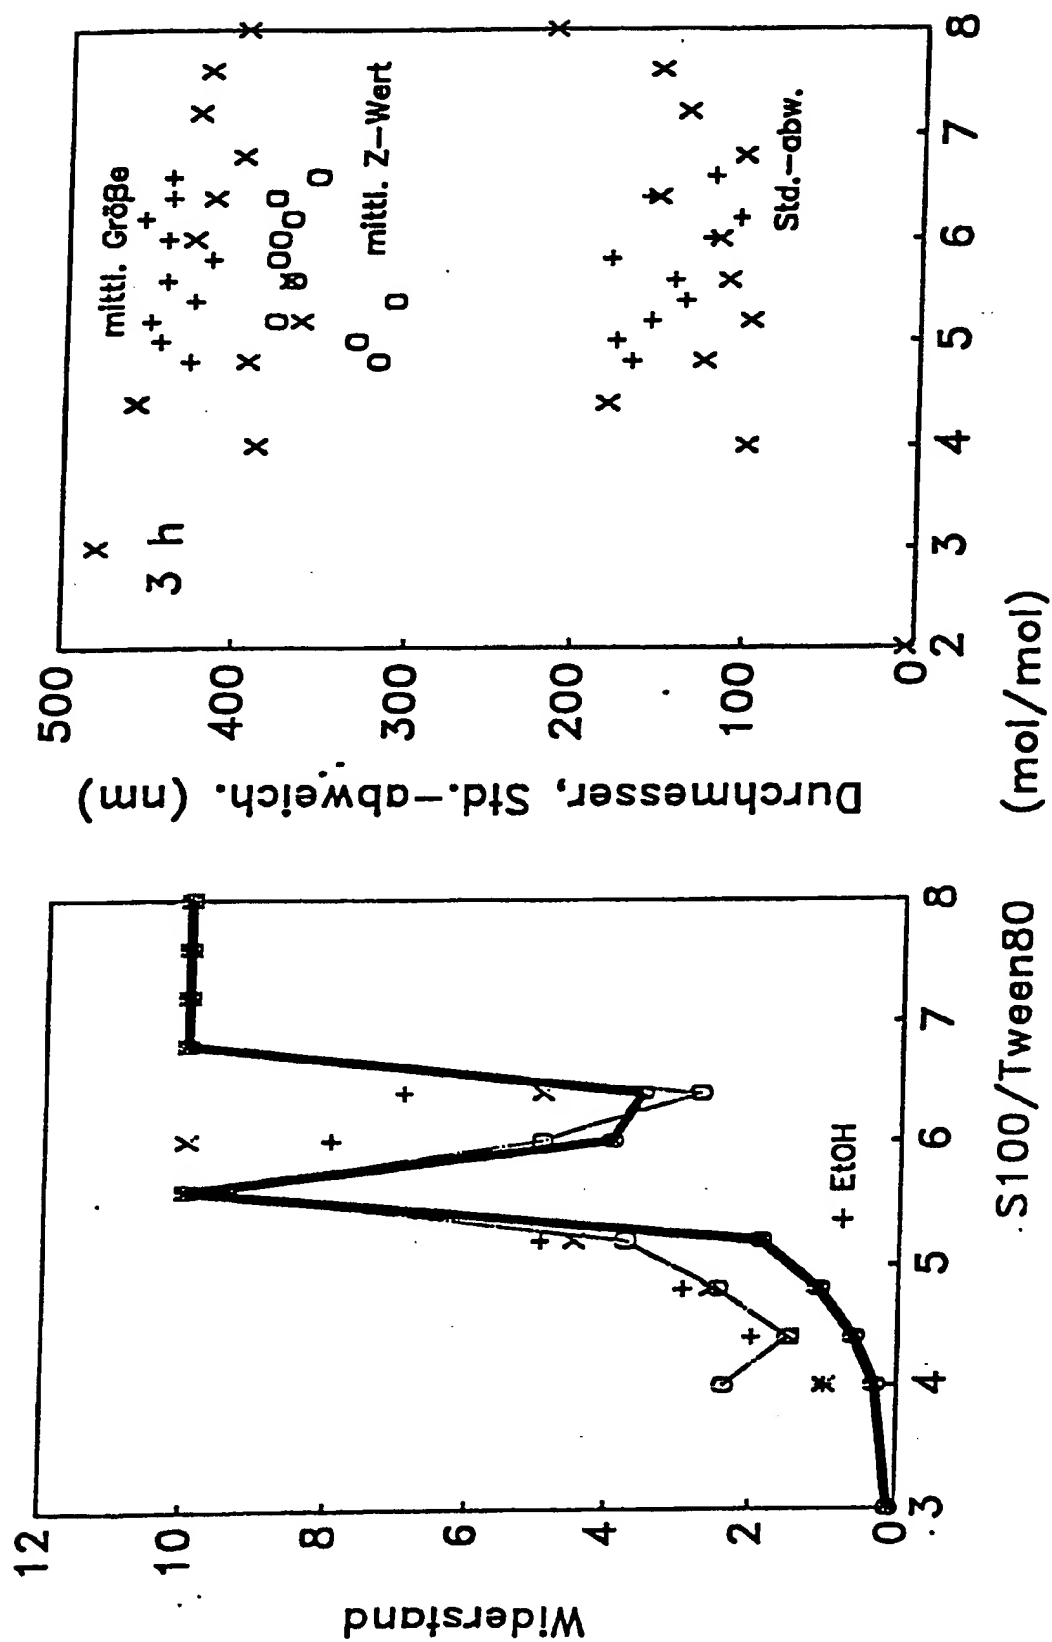 Widerstand
12
10
8
6
4
2
0
3
4
5
6
7
8
+ EtOH
S100/Tween80
(mol/mol)
Durchmesser, Std.-abweich. (nm)
500
400
300
200
100
0
2
3
4
5
6
7
8
3 h
mittl. Größe
mittl. Z-Wert
Std.-abw.